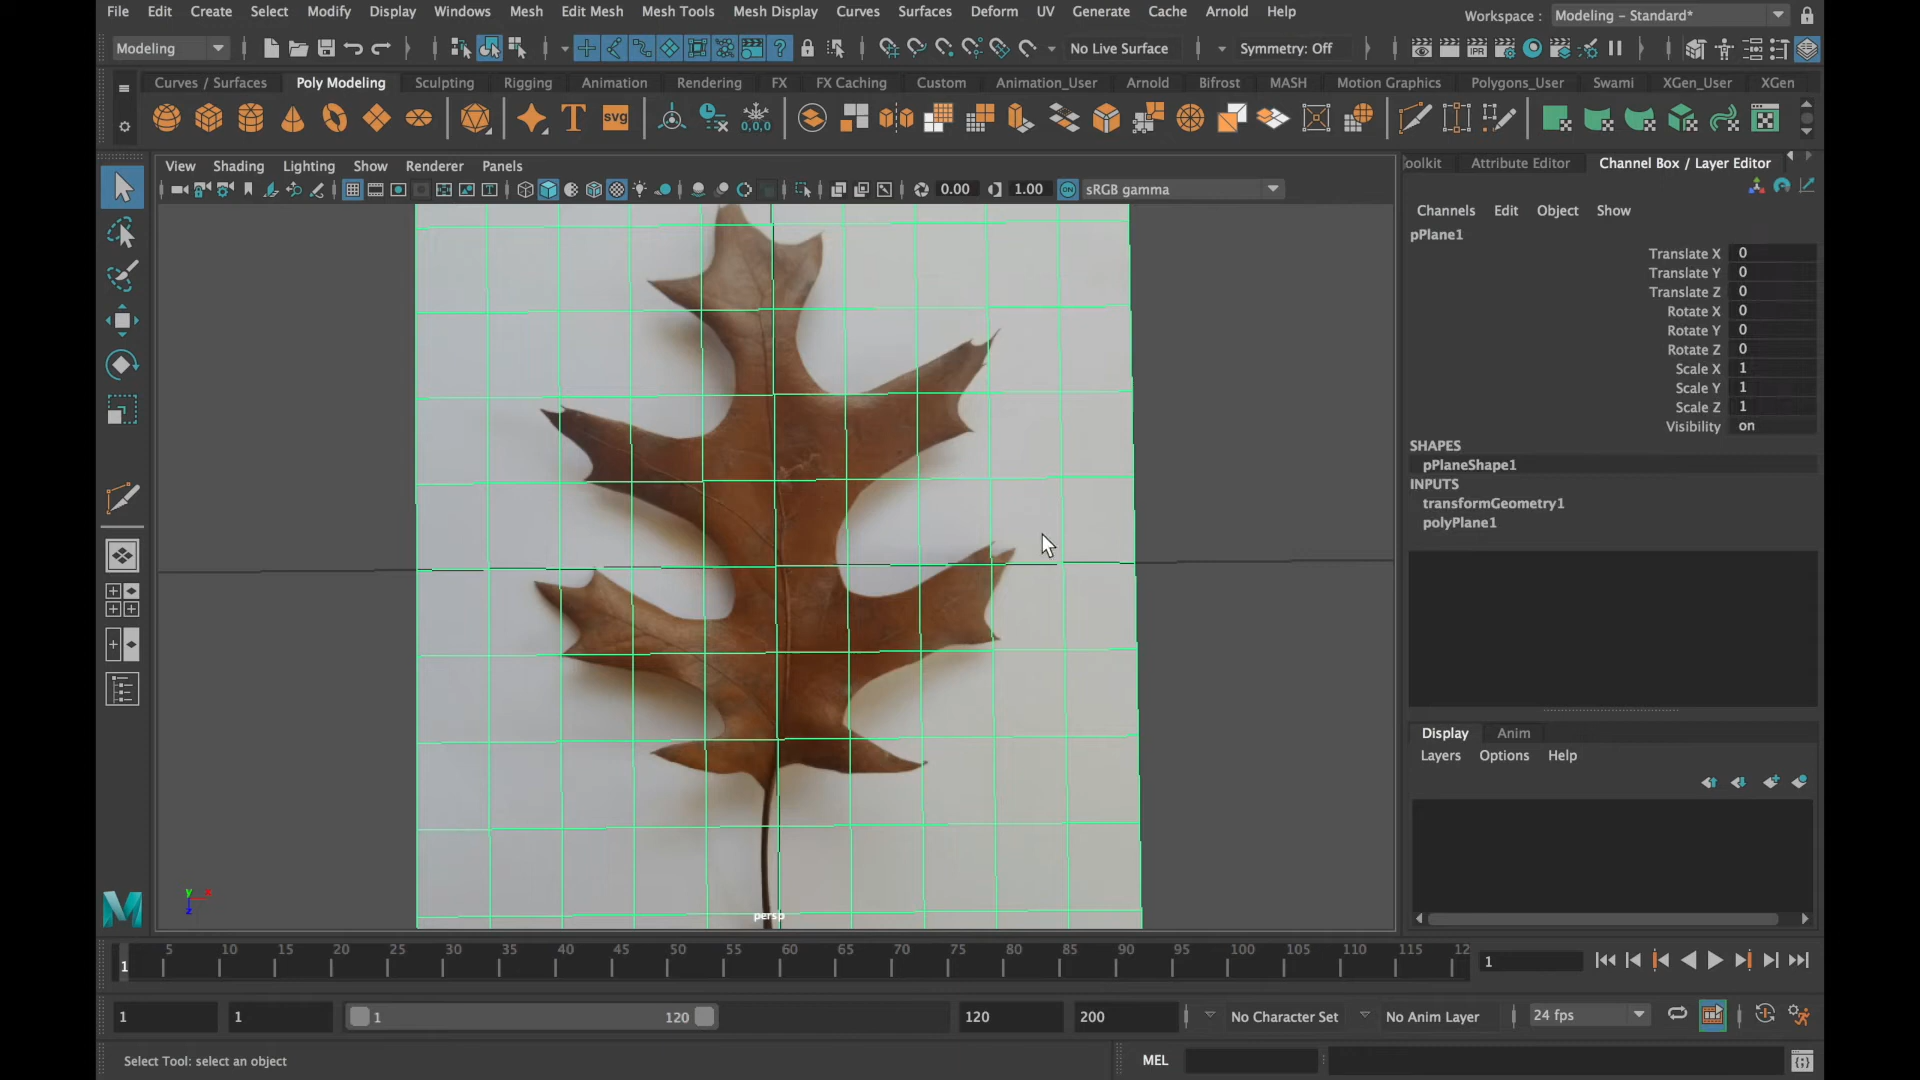 File Edit Create Select Modify Display Windows Mesh Edit Mesh Mesh Tools Mesh Display Curves Surfaces Deform UV Generate Cache Arnold Help
Workspace : Modeling - Standard*
Modeling
No Live Surface
Symmetry: Off
Curves / Surfaces Poly Modeling Sculpting Rigging Animation Rendering FX FX Caching Custom Animation_User Arnold Bifrost MASH Motion Graphics Polygons_User Swami XGen_User XGen
T svg 0,0,0
View Shading Lighting Show Renderer Panels
0.00 1.00 ON sRGB gamma
oolkit Attribute Editor Channel Box / Layer Editor
Channels Edit Object Show
pPlane1
Translate X 0
Translate Y 0
Translate Z 0
Rotate X 0
Rotate Y 0
Rotate Z 0
Scale X 1
Scale Y 1
Scale Z 1
Visibility on
SHAPES
pPlaneShape1
INPUTS
transformGeometry1
polyPlane1
Display Anim
Layers Options Help
y x
z
persp
5 10 15 20 25 30 35 40 45 50 55 60 65 70 75 80 85 90 95 100 105 110 115 12
1
1
1 1 1 120 120 200 No Character Set No Anim Layer 24 fps
Select Tool: select an object
MEL